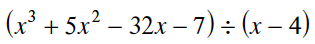 (x³ + 5x² – 32x – 7) ÷ (x – 4)